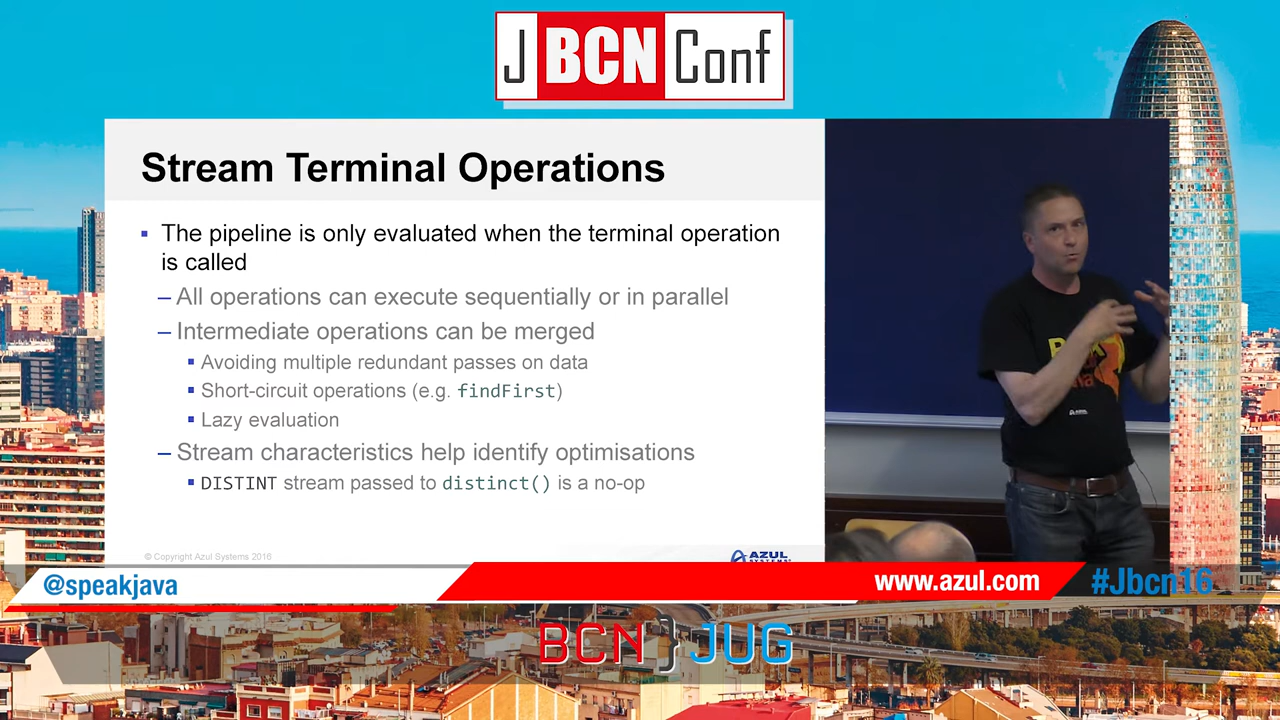 J BCN Conf
Stream Terminal Operations
▪ The pipeline is only evaluated when the terminal operation
is called
– All operations can execute sequentially or in parallel
– Intermediate operations can be merged
▪ Avoiding multiple redundant passes on data
▪ Short-circuit operations (e.g. findFirst)
▪ Lazy evaluation
– Stream characteristics help identify optimisations
▪ DISTINT stream passed to distinct() is a no-op
© Copyright Azul Systems 2016
AZUL
SYSTEMS
@speakjava
www.azul.com
#Jbcn16
BCN JUG